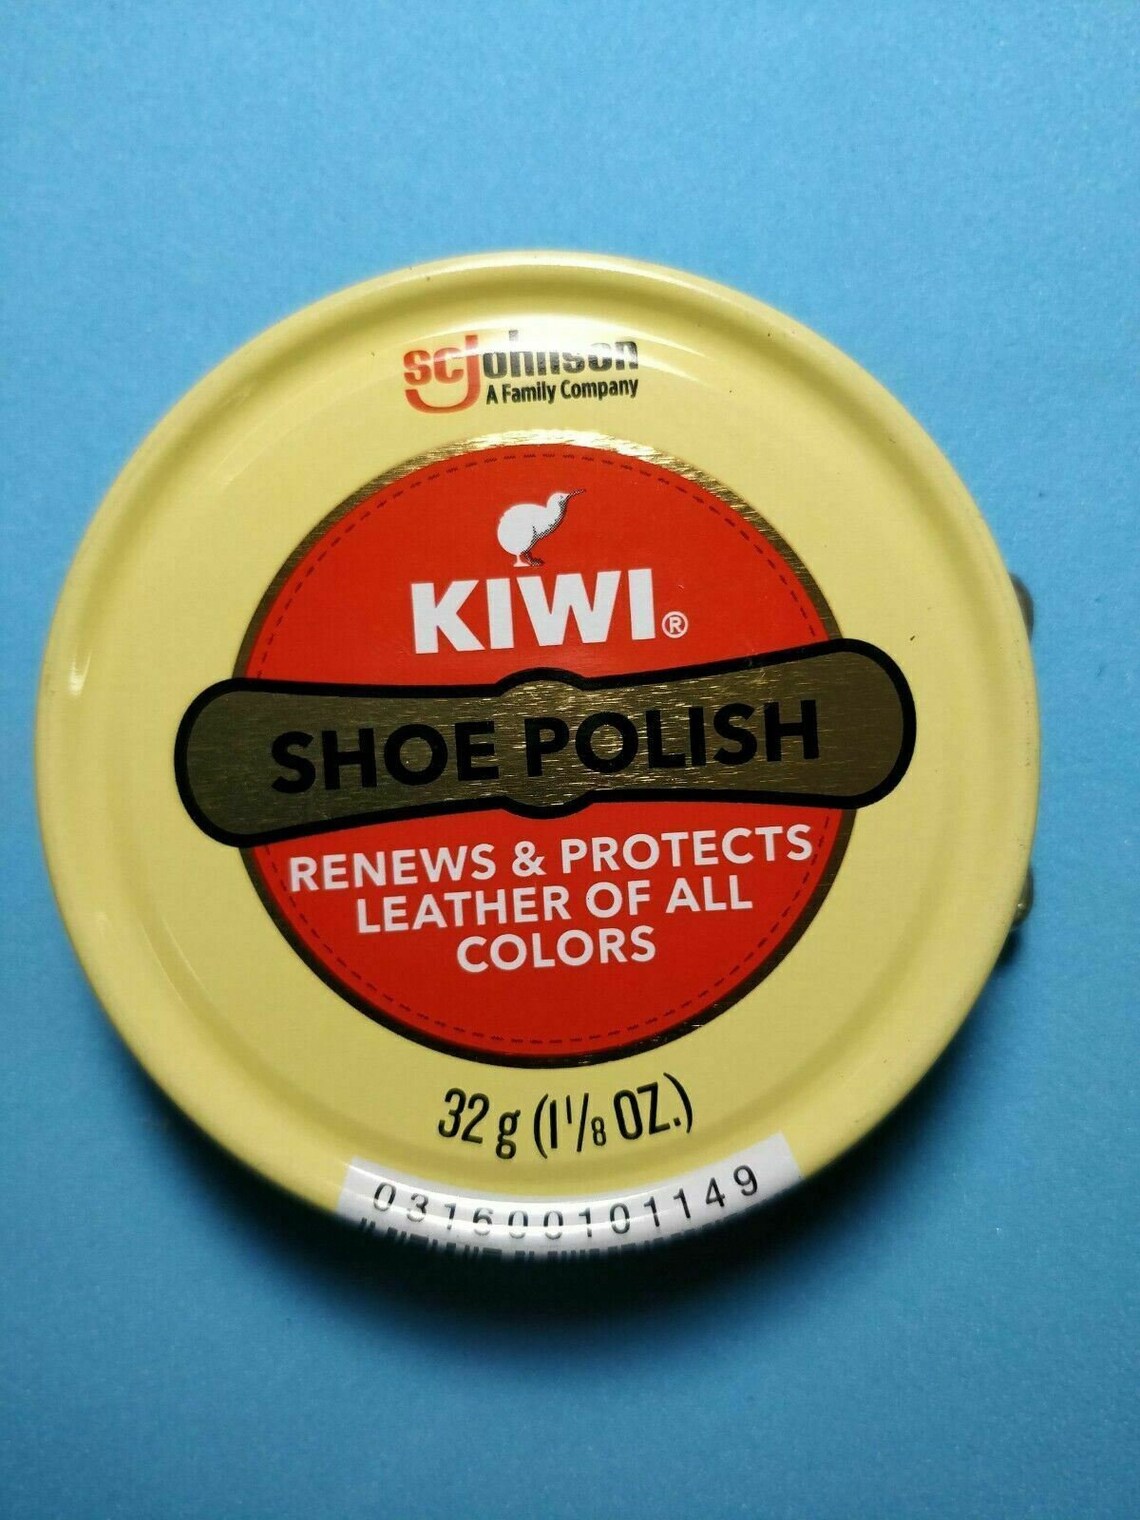 scjohnson
A Family Company
KIWI®
SHOE POLISH
RENEWS & PROTECTS
LEATHER OF ALL
COLORS
32 g (1 1/8 OZ.)
031600101149